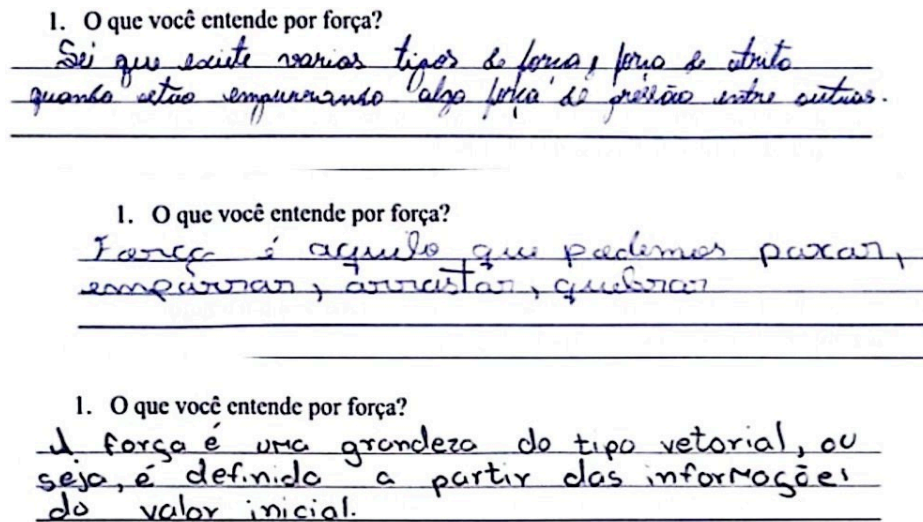 1. O que você entende por força?
Sei que existe varias tipos de força, força de atrito
quando estão empurrando algo força de pressão entre outras.
1. O que você entende por força?
Força é aquilo que podemos paxar,
empurrar, arrastar, quebrar
1. O que você entende por força?
A força é uma grandeza do tipo vetorial, ou
seja, é definida a partir das informações
do valor inicial.